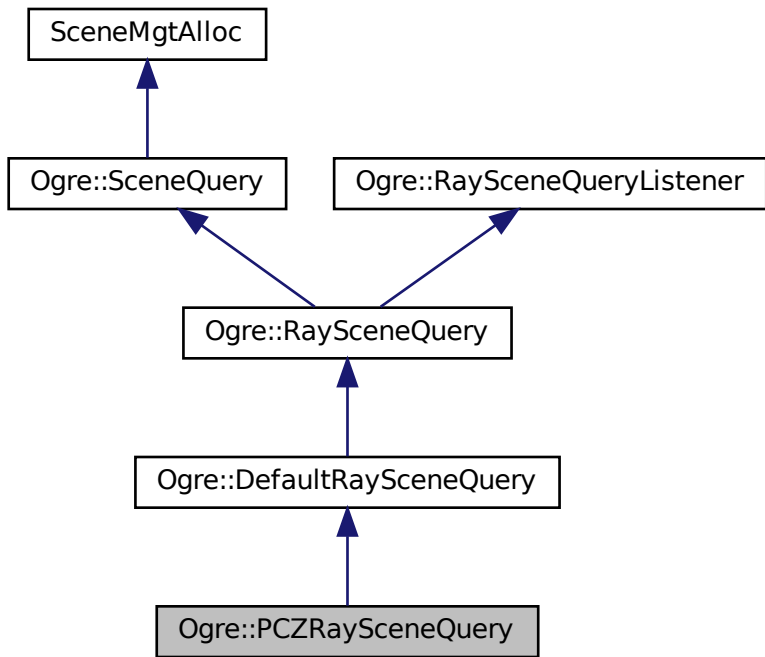 SceneMgtAlloc
Ogre::SceneQuery
Ogre::RaySceneQueryListener
Ogre::RaySceneQuery
Ogre::DefaultRaySceneQuery
Ogre::PCZRaySceneQuery